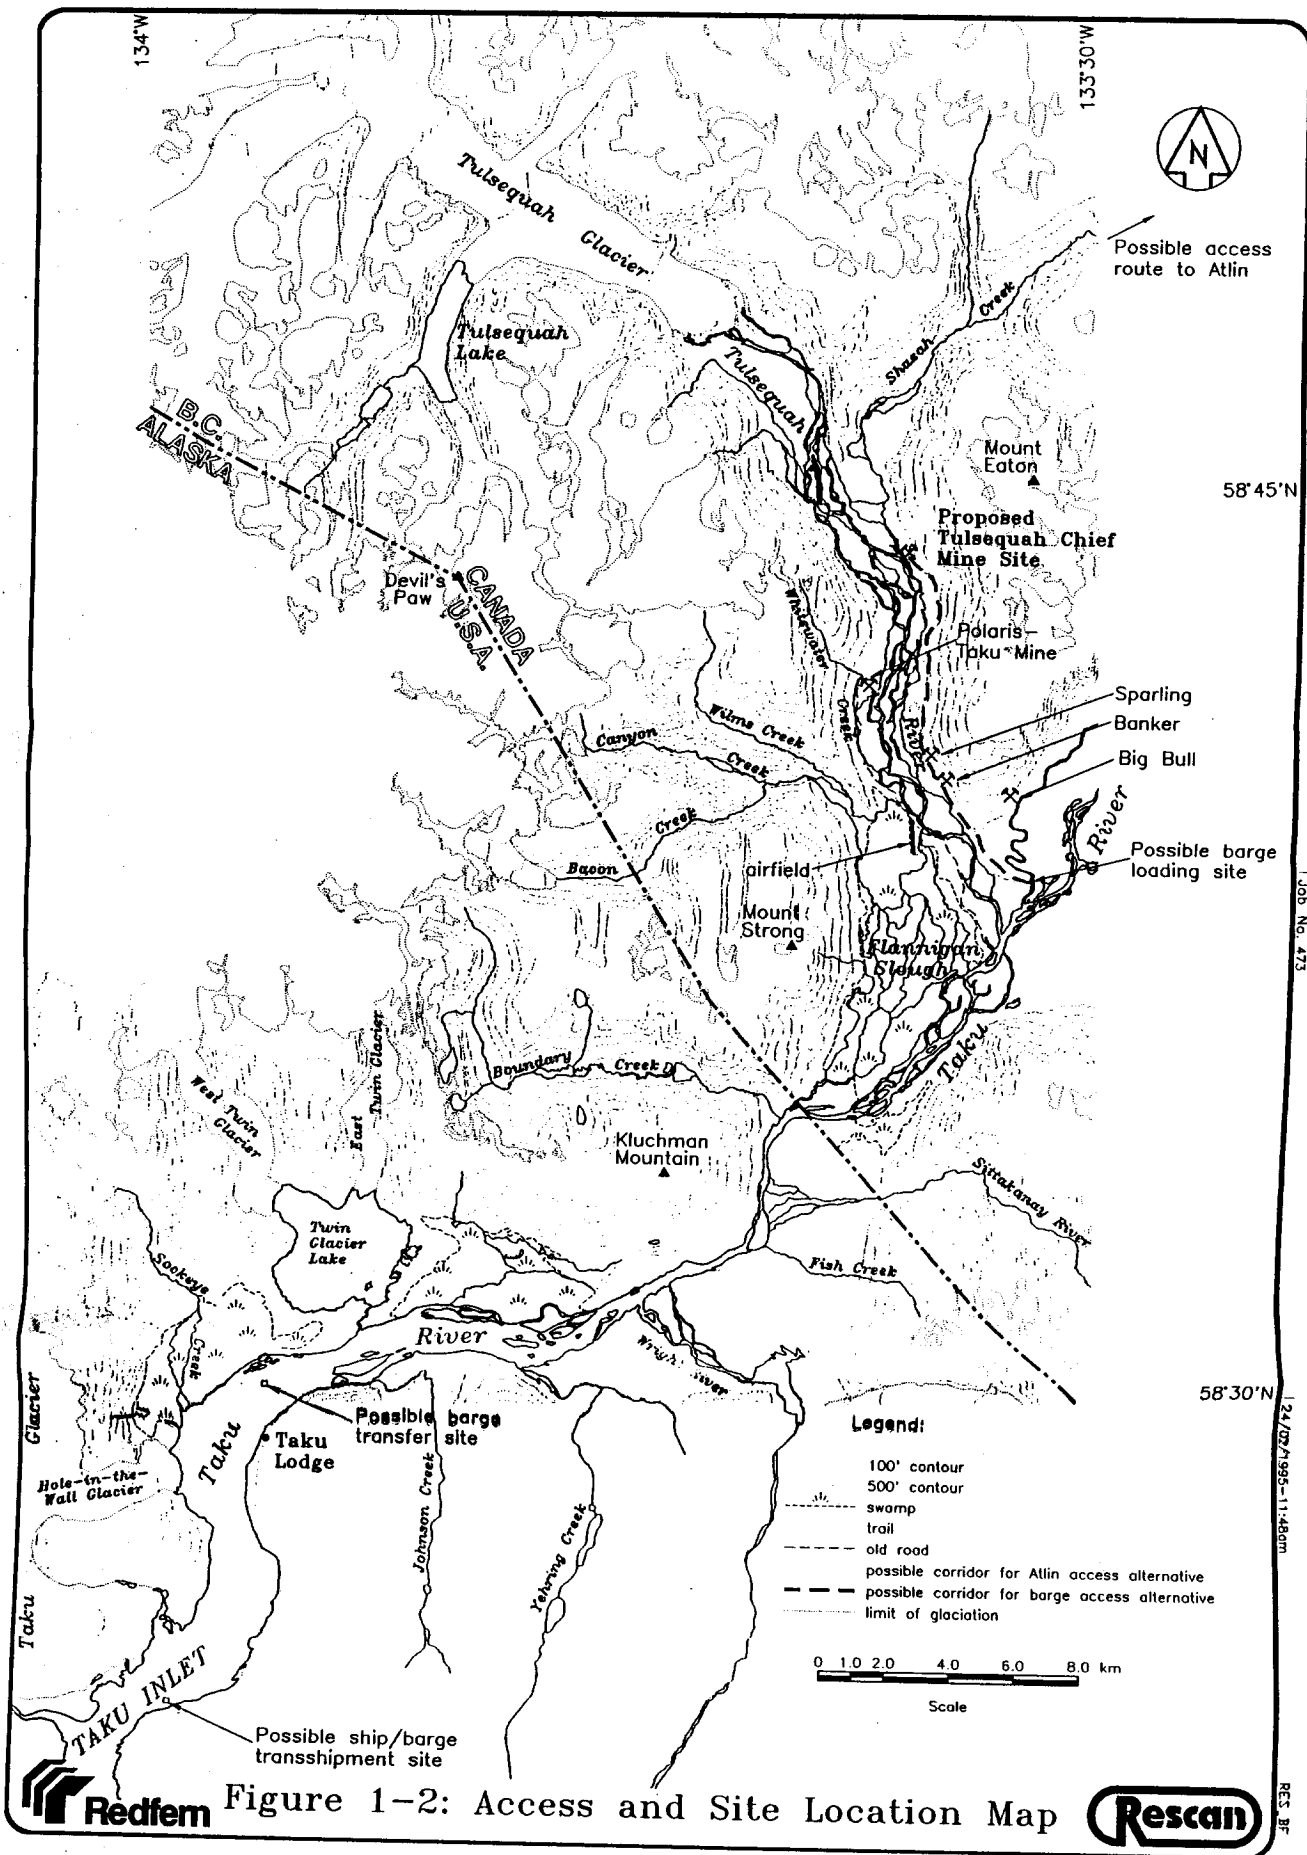 134°W
133°30'W
N
Tulsequah
Glacier
Possible access
route to Atlin
Shazah
Creek
Tulsequah
Lake
Tulsequah
B.C.
ALASKA
Mount
Eaton
58°45'N
Proposed
Tulsequah Chief
Mine Site
Devil's
Paw
CANADA
U.S.A.
Whitewater
Creek
Polaris-
Taku Mine
Sparling
Banker
Big Bull
River
Wilms Creek
Canyon
Creek
Creek
Bacon
River
airfield
Possible barge
loading site
Mount
Strong
Flannigan
Slough
Job No. 473
Taku
East
Twin Glacier
West Twin
Glacier
Boundary
Creek
Kluchman
Mountain
Sittakanay River
Twin
Glacier
Lake
Sockeye
Creek
Fish Creek
River
58°30'N
Glacier
Possible barge
transfer site
Taku
Taku
Lodge
Hole-in-the-
Wall Glacier
Johnson Creek
Yehring Creek
Legend:
100' contour
500' contour
swamp
trail
old road
possible corridor for Atlin access alternative
possible corridor for barge access alternative
limit of glaciation
24/02/1995-11:48am
Taku
0 1.0 2.0 4.0 6.0 8.0 km
Scale
TAKU INLET
Possible ship/barge
transshipment site
Redfern
Figure 1-2: Access and Site Location Map
Rescan
RES BF